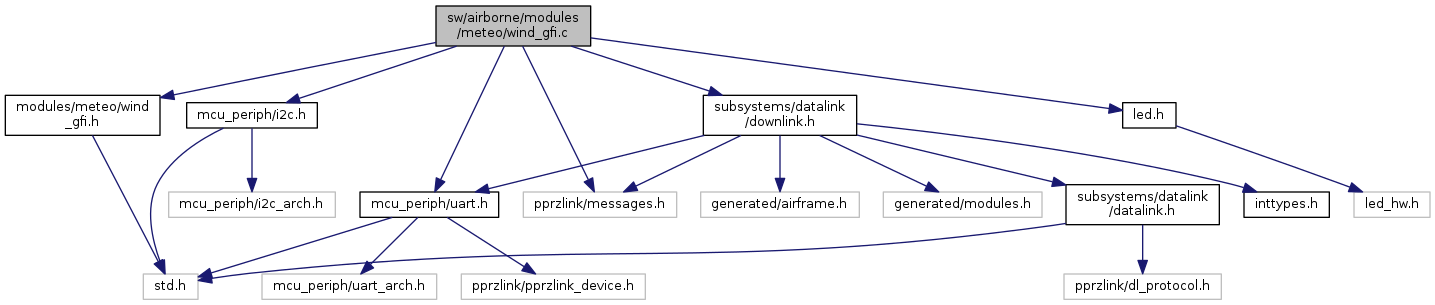 sw/airborne/modules
/meteo/wind_gfi.c
modules/meteo/wind
_gfi.h
mcu_periph/i2c.h
subsystems/datalink
/downlink.h
led.h
mcu_periph/i2c_arch.h
mcu_periph/uart.h
pprzlink/messages.h
generated/airframe.h
generated/modules.h
subsystems/datalink
/datalink.h
inttypes.h
led_hw.h
std.h
mcu_periph/uart_arch.h
pprzlink/pprzlink_device.h
pprzlink/dl_protocol.h